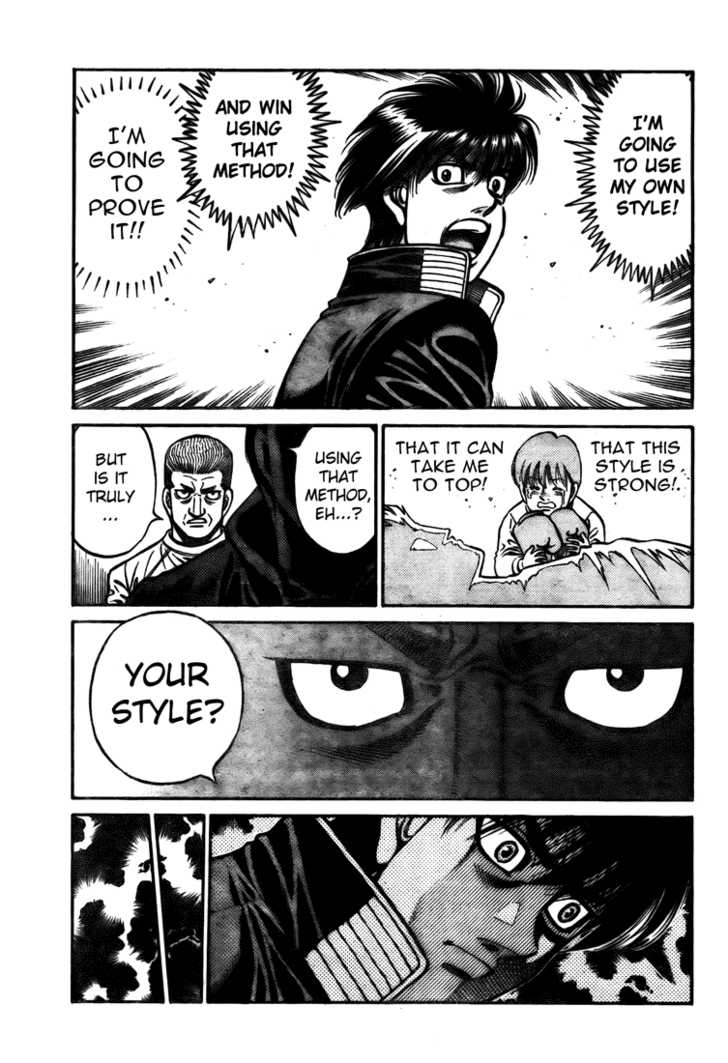 I'M
GOING
TO USE
MY OWN
STYLE!
AND WIN
USING
THAT
METHOD!
I'M
GOING
TO
PROVE
IT!!
THAT THIS
STYLE IS
STRONG!
THAT IT CAN
TAKE ME
TO TOP!
USING
THAT
METHOD,
EH...?
BUT
IS IT
TRULY
...
YOUR
STYLE?